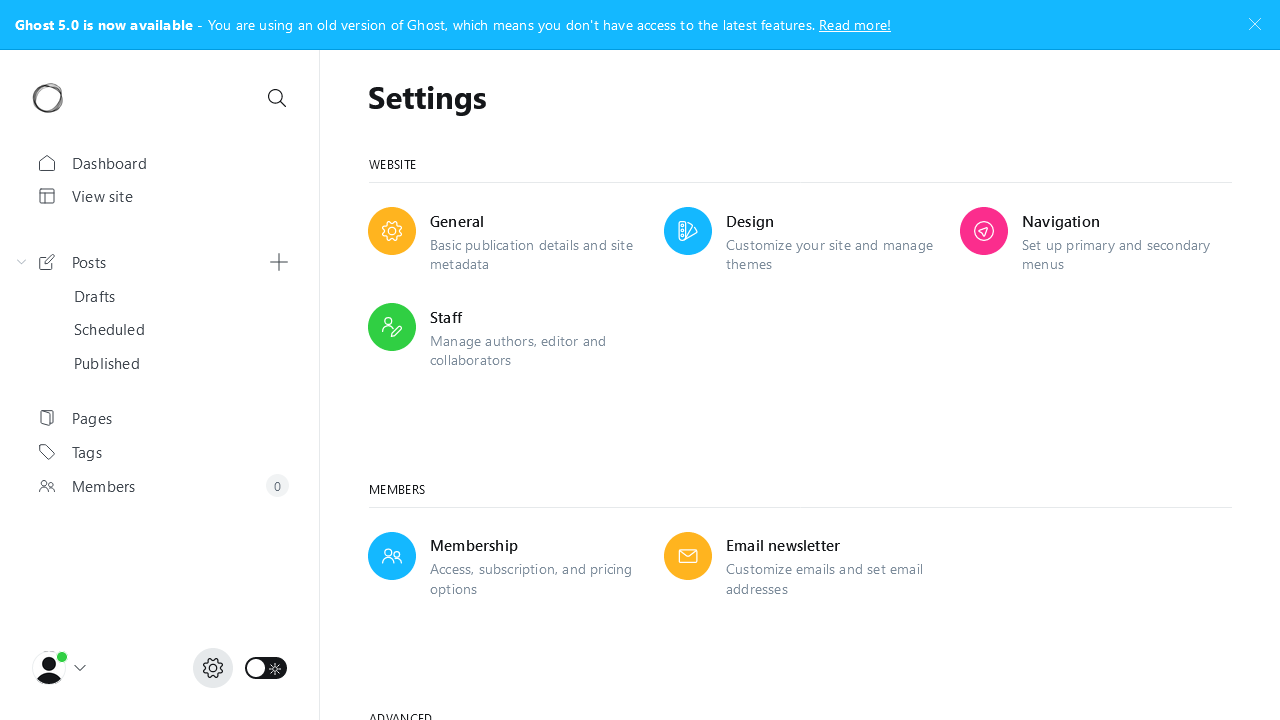 Ghost 5.0 is now available - You are using an old version of Ghost, which means you don't have access to the latest features. Read more!
Dashboard
View site
Posts
Drafts
Scheduled
Published
Pages
Tags
Members
0
Settings
WEBSITE
General
Basic publication details and site
metadata
Design
Customize your site and manage
themes
Navigation
Set up primary and secondary
menus
Staff
Manage authors, editor and
collaborators
MEMBERS
Membership
Access, subscription, and pricing
options
Email newsletter
Customize emails and set email
addresses
ADVANCED